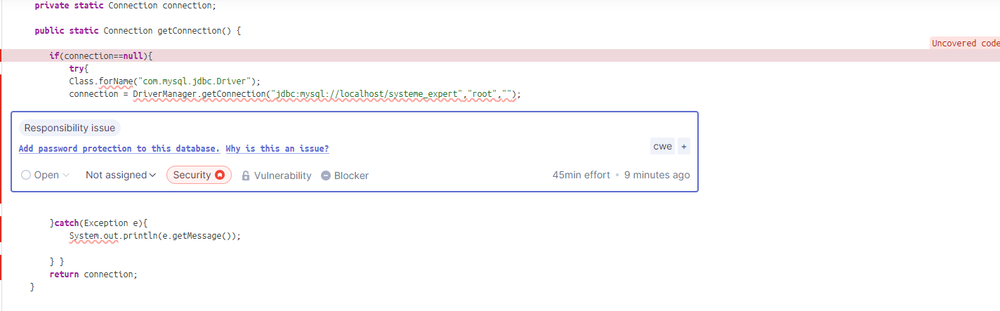 private static Connection connection;
public static Connection getConnection() {
Uncovered code
if(connection==null){
try{
Class.forName("com.mysql.jdbc.Driver");
connection = DriverManager.getConnection("jdbc:mysql://localhost/systeme_expert","root","");
Responsibility issue
Add password protection to this database. Why is this an issue?
cwe +
Open Not assigned Security Vulnerability Blocker 45min effort • 9 minutes ago
}catch(Exception e){
System.out.println(e.getMessage());
} }
return connection;
}